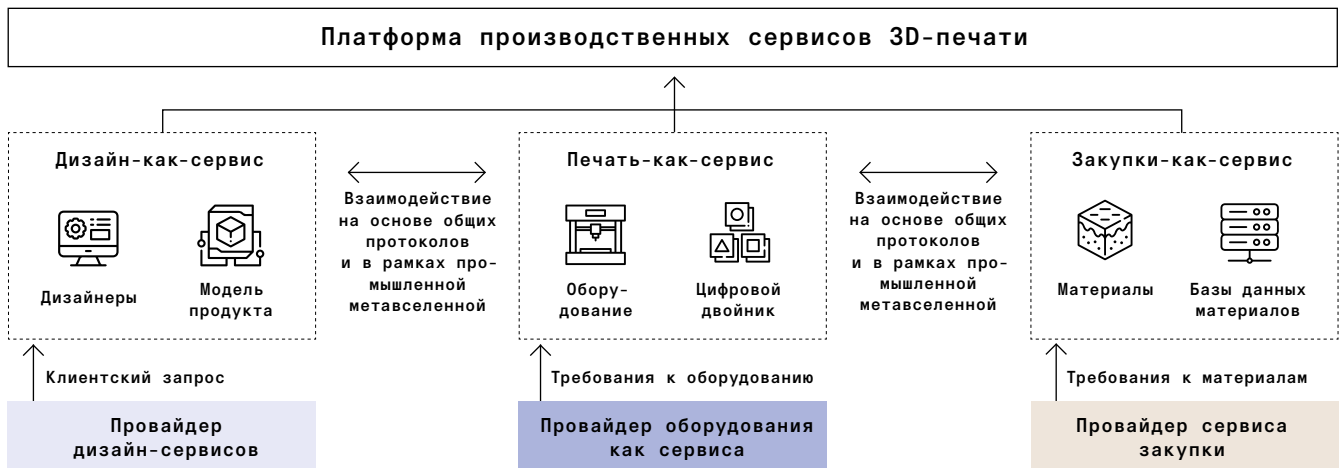 Платформа производственных сервисов 3D-печати
Дизайн-как-сервис
Дизайнеры
Модель
продукта
Взаимодействие
на основе общих
протоколов
и в рамках про-
мышленной
метавселенной
Печать-как-сервис
Обору-
дование
Цифровой
двойник
Взаимодействие
на основе общих
протоколов
и в рамках про-
мышленной
метавселенной
Закупки-как-сервис
Материалы
Базы данных
материалов
Клиентский запрос
Требования к оборудованию
Требования к материалам
Провайдер
дизайн-сервисов
Провайдер оборудования
как сервиса
Провайдер сервиса
закупки